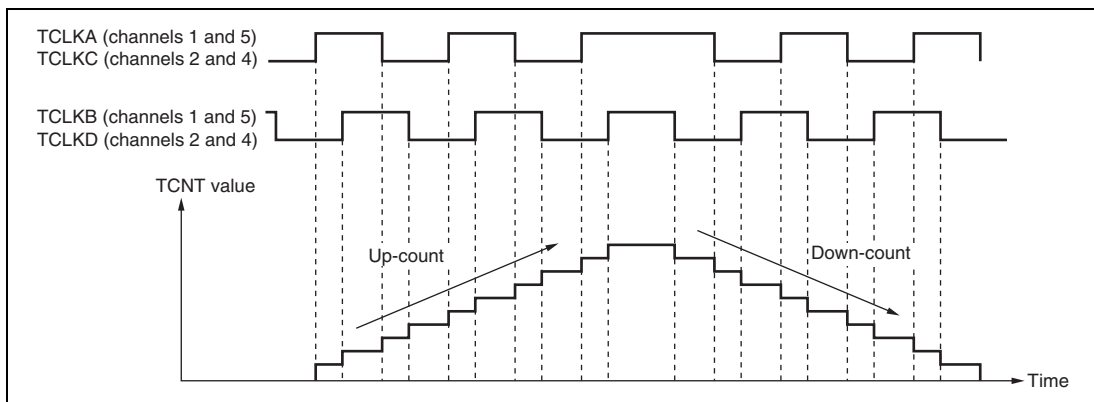 TCLKA (channels 1 and 5)
TCLKC (channels 2 and 4)
TCLKB (channels 1 and 5)
TCLKD (channels 2 and 4)
TCNT value
Up-count
Down-count
Time